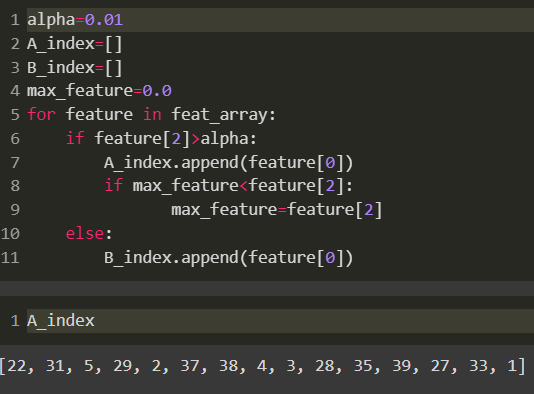 1 alpha=0.01
2 A_index=[]
3 B_index=[]
4 max_feature=0.0
5 for feature in feat_array:
6     if feature[2]>alpha:
7         A_index.append(feature[0])
8         if max_feature<feature[2]:
9                max_feature=feature[2]
10     else:
11         B_index.append(feature[0])
1 A_index
[22, 31, 5, 29, 2, 37, 38, 4, 3, 28, 35, 39, 27, 33, 1]